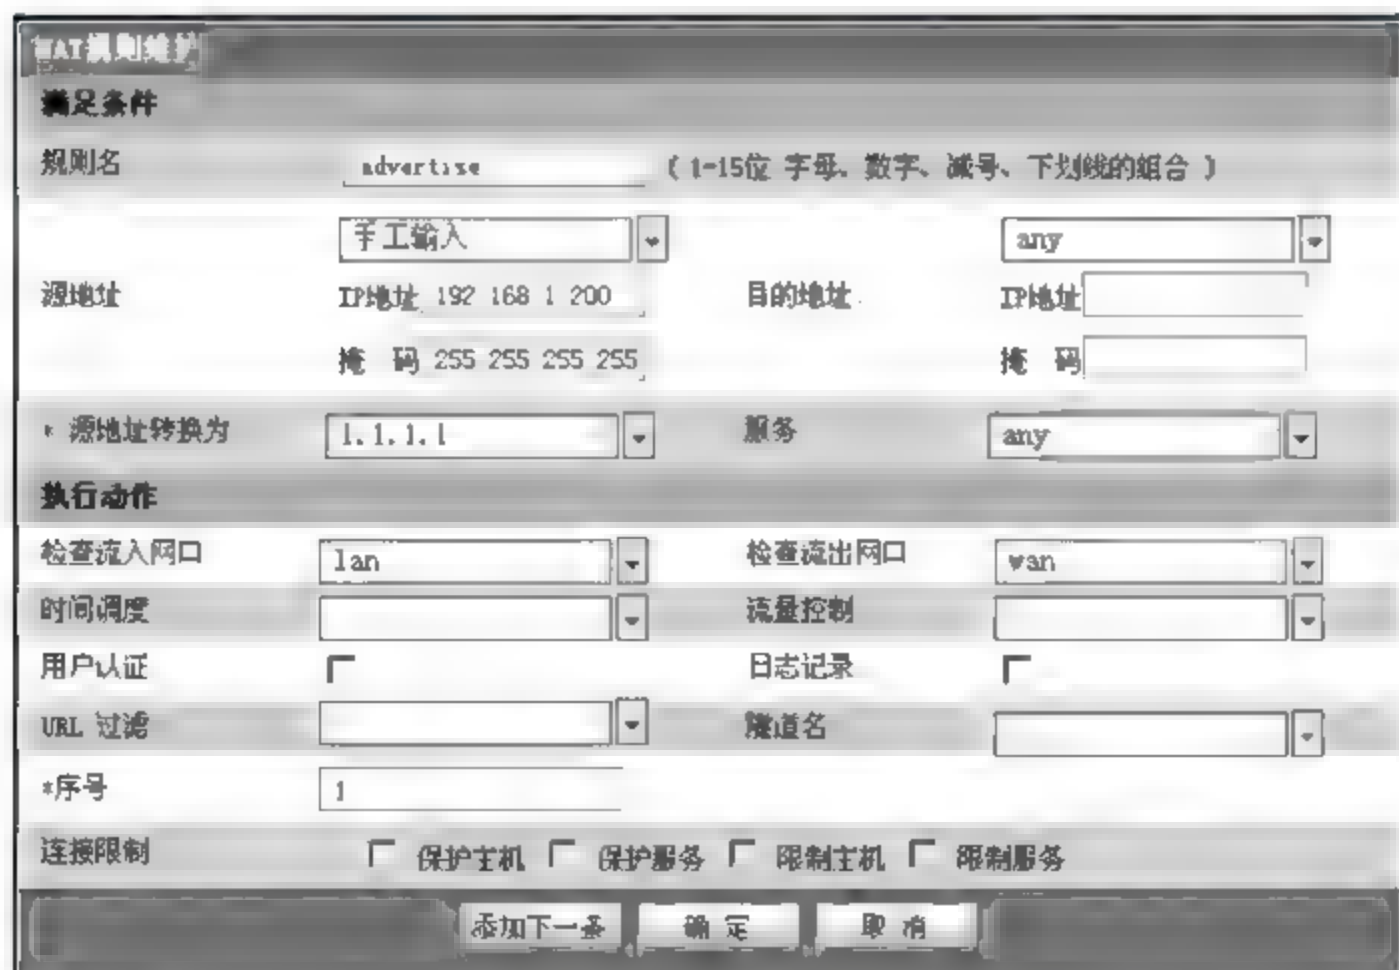 NAT规则维护
满足条件
规则名 advertise (1-15位 字母、数字、减号、下划线的组合)
手工输入 any
源地址 IP地址 192 168 1 200 目的地址 IP地址
掩 码 255 255 255 255 掩 码
* 源地址转换为 1.1.1.1 服务 any
执行动作
检查流入网口 lan 检查流出网口 wan
时间调度 流量控制
用户认证 日志记录
URL 过滤 隧道名
*序号 1
连接限制 保护主机 保护服务 限制主机 限制服务
添加下一条 确 定 取 消